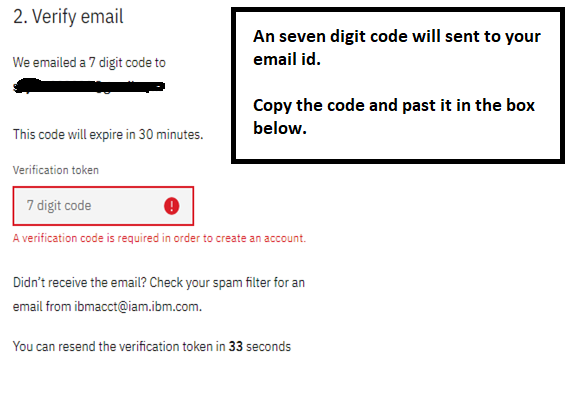 2. Verify email
We emailed a 7 digit code to
This code will expire in 30 minutes.
Verification token
7 digit code
A verification code is required in order to create an account.
Didn't receive the email? Check your spam filter for an
email from ibmacct@iam.ibm.com.
You can resend the verification token in 33 seconds
An seven digit code will sent to your
email id.
Copy the code and past it in the box
below.